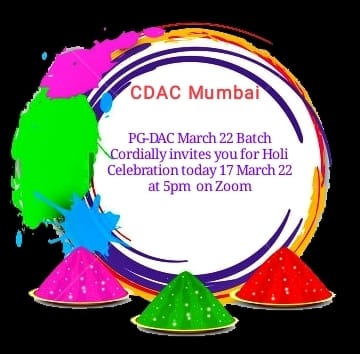 CDAC Mumbai
PG-DAC March 22 Batch
Cordially invites you for Holi
Celebration today 17 March 22
at 5pm on Zoom